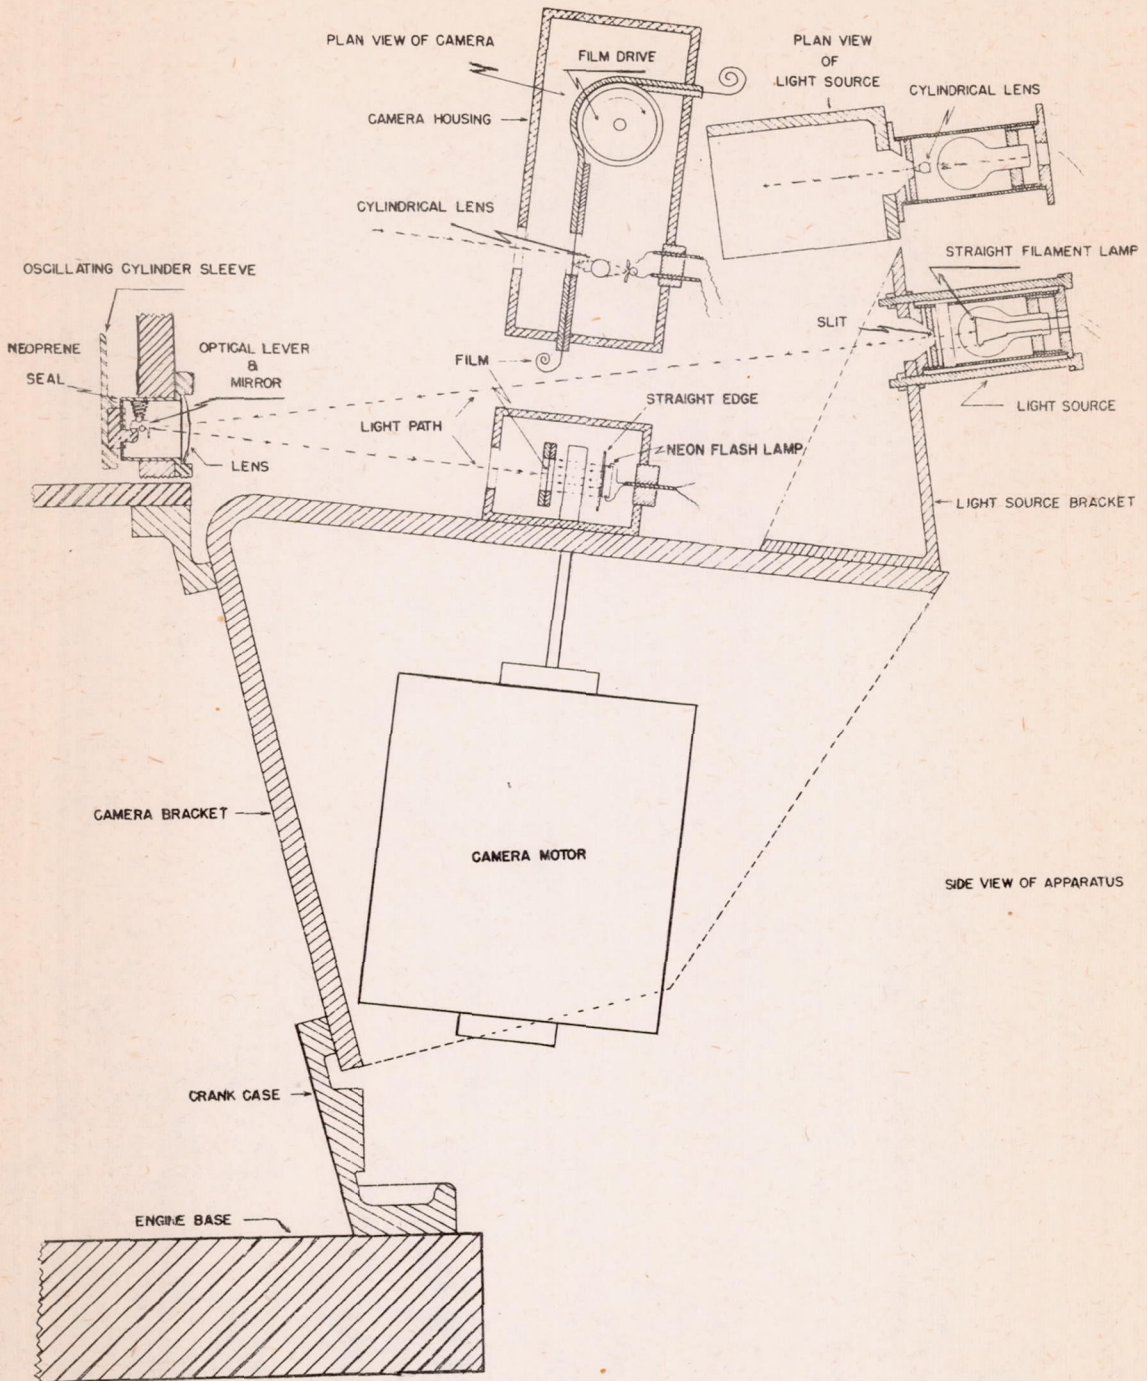 PLAN VIEW OF CAMERA
FILM DRIVE
PLAN VIEW
OF
LIGHT SOURCE
CYLINDRICAL LENS
CAMERA HOUSING
CYLINDRICAL LENS
STRAIGHT FILAMENT LAMP
OSCILLATING CYLINDER SLEEVE
SLIT
NEOPRENE
SEAL
OPTICAL LEVER
&
MIRROR
FILM
STRAIGHT EDGE
LIGHT SOURCE
LIGHT PATH
NEON FLASH LAMP
LENS
LIGHT SOURCE BRACKET
CAMERA BRACKET
CAMERA MOTOR
SIDE VIEW OF APPARATUS
CRANK CASE
ENGINE BASE